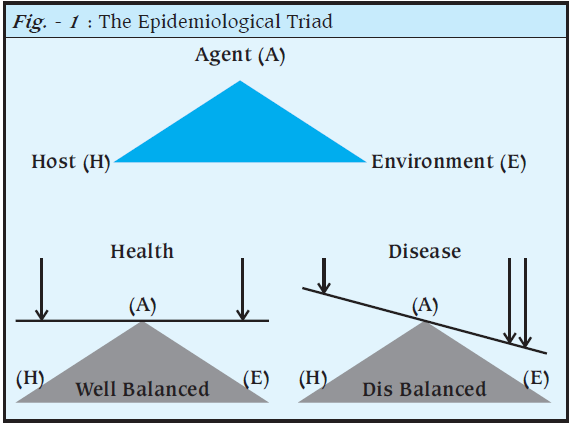 Fig. - 1 : The Epidemiological Triad
Agent (A)
Host (H)
Environment (E)
Health
Disease
(A)
(A)
(H)
Well Balanced
(E)
(H)
Dis Balanced
(E)